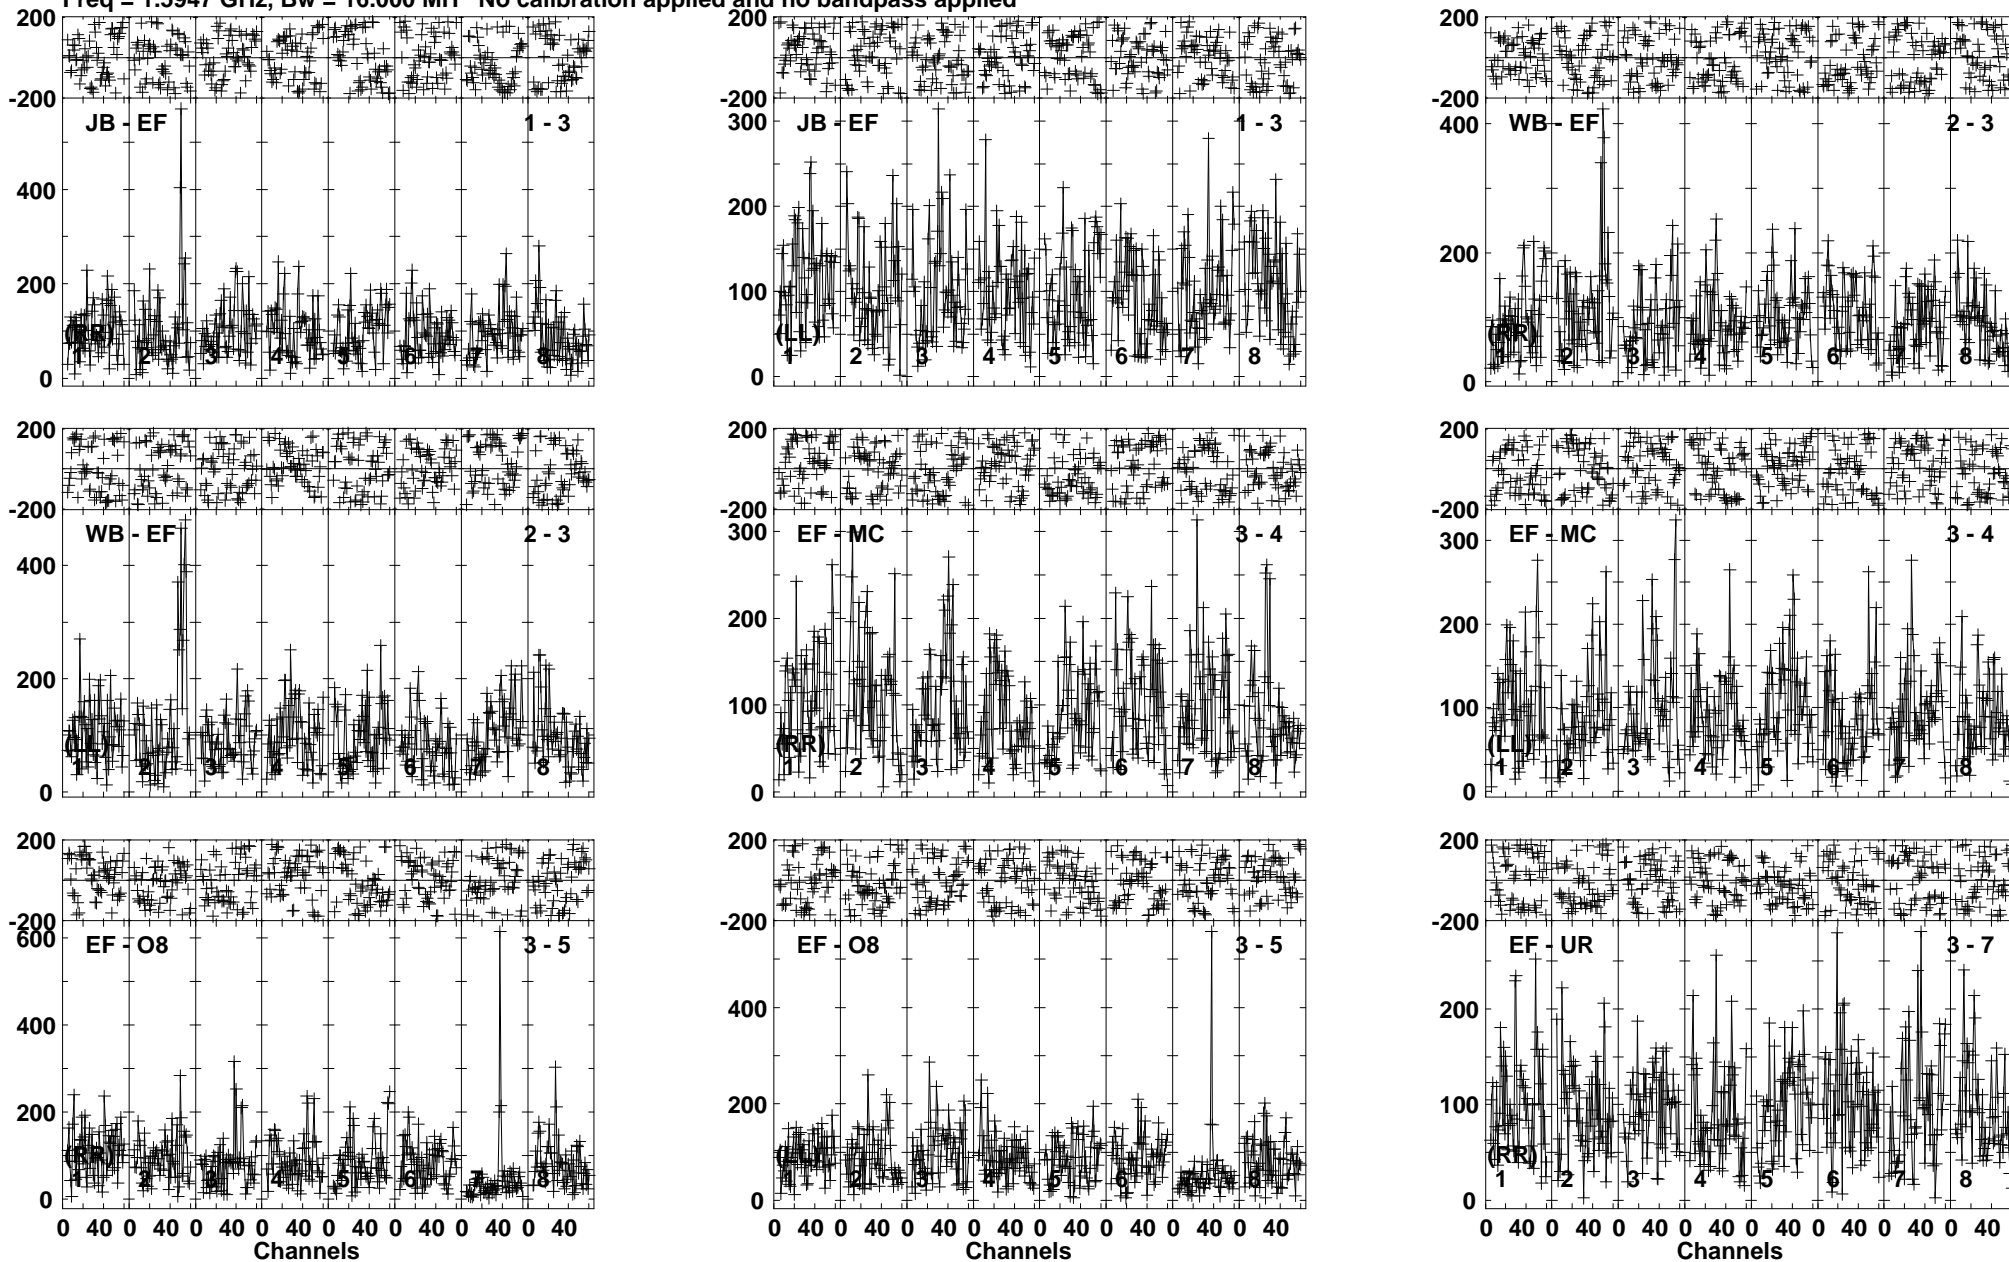 Freq = 1.5947 GHz, Bw = 16.000 MH No calibration applied and no bandpass applied
200 200 200
-200 -200 -200
JB - EF 1 - 3 JB - EF 1 - 3 WB - EF 2 - 3
400 200 0
300 200 100 0
400 200 0
(RR) (LL) (RR)
1 2 3 4 5 6 7 8 1 2 3 4 5 6 7 8 1 2 3 4 5 6 7 8
200 200 200
-200 -200 -200
WB - EF 2 - 3 EF - MC 3 - 4 EF - MC 3 - 4
400 200 0
300 200 100 0
300 200 100 0
(LL) (RR) (LL)
1 2 3 4 5 6 7 8 1 2 3 4 5 6 7 8 1 2 3 4 5 6 7 8
200 200 200
-200 -200 -200
EF - O8 3 - 5 EF - O8 3 - 5 EF - UR 3 - 7
600 400 200 0
400 200 0
200 100 0
(RR) (LL) (RR)
1 2 3 4 5 6 7 8 1 2 3 4 5 6 7 8 1 2 3 4 5 6 7 8
0 40 0 40 0 40 0 40 0 40 0 40 0 40 0 40 0 40 0 40 0 40 0 40 0 40 0 40 0 40 0 40 0 40 0 40 0 40 0 40 0 40 0 40 0 40 0 40
Channels Channels Channels